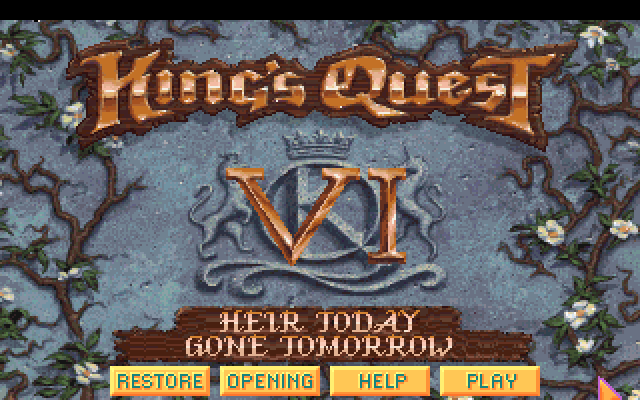 King's Quest
VI
HEIR TODAY
GONE TOMORROW
RESTORE OPENING HELP PLAY